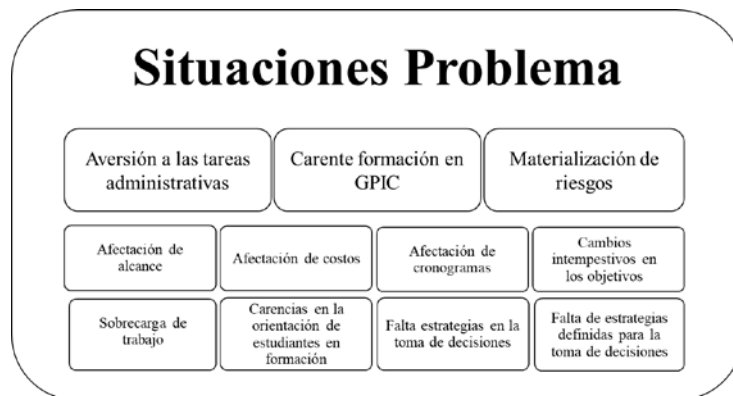 Situaciones Problema
Aversión a las tareas
administrativas
Carente formación en
GPIC
Materialización de
riesgos
Afectación de
alcance
Afectación de costos
Afectación de
cronogramas
Cambios
intempestivos en
los objetivos
Sobrecarga de
trabajo
Carencias en la
orientación de
estudiantes en
formación
Falta estrategias en la
toma de decisiones
Falta de estrategias
definidas para la
toma de decisiones